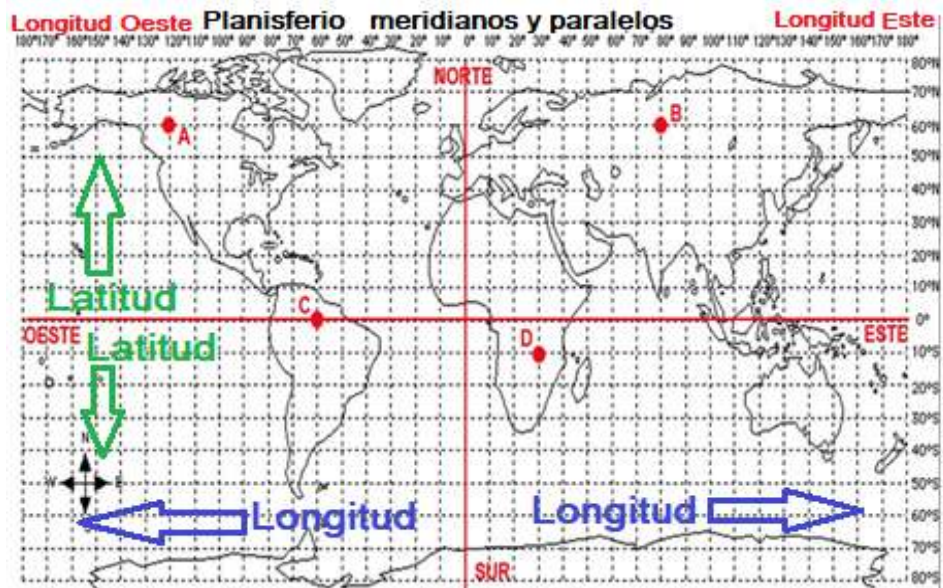 Longitud Oeste Planisferio meridianos y paralelos Longitud Este
180°170° 160°150°140° 130°120°110°100° 90° 80° 70° 60° 50° 40° 30° 20° 10° 0° 10° 20° 30° 40° 50° 60° 70° 80° 90° 100°110° 120°130°140° 150°160° 170° 180°
80°N
NORTE
70°N
A
B
60°N
50°N
40°N
30°N
20°N
10°N
Latitud
C
0°
OESTE
ESTE
Latitud
D
10°S
20°S
30°S
40°S
N
W E
50°S
Longitud
Longitud
60°S
70°S
SUR
80°S